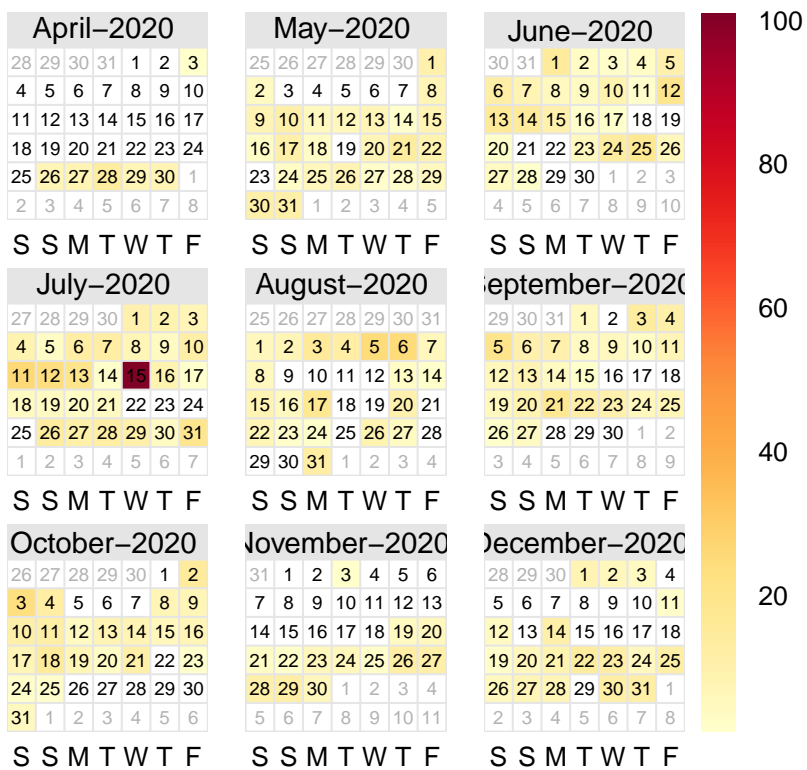 April−2020
28 29 30 31 1 2 3
4 5 6 7 8 9 10
11 12 13 14 15 16 17
18 19 20 21 22 23 24
25 26 27 28 29 30 1
2 3 4 5 6 7 8
S S M T W T F
May−2020
25 26 27 28 29 30 1
2 3 4 5 6 7 8
9 10 11 12 13 14 15
16 17 18 19 20 21 22
23 24 25 26 27 28 29
30 31 1 2 3 4 5
S S M T W T F
June−2020
30 31 1 2 3 4 5
6 7 8 9 10 11 12
13 14 15 16 17 18 19
20 21 22 23 24 25 26
27 28 29 30 1 2 3
4 5 6 7 8 9 10
S S M T W T F
July−2020
27 28 29 30 1 2 3
4 5 6 7 8 9 10
11 12 13 14 15 16 17
18 19 20 21 22 23 24
25 26 27 28 29 30 31
1 2 3 4 5 6 7
S S M T W T F
August−2020
25 26 27 28 29 30 31
1 2 3 4 5 6 7
8 9 10 11 12 13 14
15 16 17 18 19 20 21
22 23 24 25 26 27 28
29 30 31 1 2 3 4
S S M T W T F
September−2020
29 30 31 1 2 3 4
5 6 7 8 9 10 11
12 13 14 15 16 17 18
19 20 21 22 23 24 25
26 27 28 29 30 1 2
3 4 5 6 7 8 9
S S M T W T F
October−2020
26 27 28 29 30 1 2
3 4 5 6 7 8 9
10 11 12 13 14 15 16
17 18 19 20 21 22 23
24 25 26 27 28 29 30
31 1 2 3 4 5 6
S S M T W T F
November−2020
31 1 2 3 4 5 6
7 8 9 10 11 12 13
14 15 16 17 18 19 20
21 22 23 24 25 26 27
28 29 30 1 2 3 4
5 6 7 8 9 10 11
S S M T W T F
December−2020
28 29 30 1 2 3 4
5 6 7 8 9 10 11
12 13 14 15 16 17 18
19 20 21 22 23 24 25
26 27 28 29 30 31 1
2 3 4 5 6 7 8
S S M T W T F
100
80
60
40
20